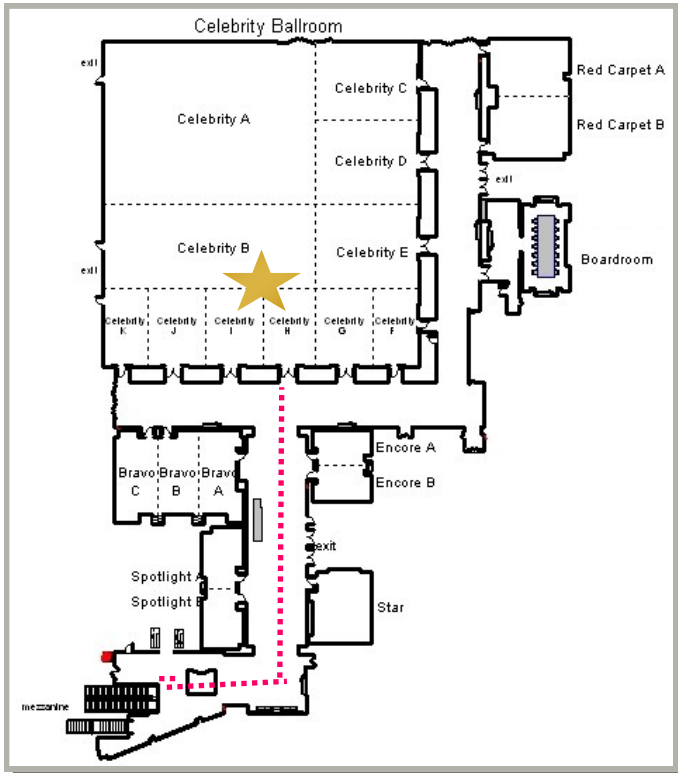 Celebrity Ballroom
exit
Celebrity C
Red Carpet A
Celebrity A
Red Carpet B
Celebrity D
exit
Celebrity B
Celebrity E
Boardroom
exit
Celebrity
K
Celebrity
J
Celebrity
I
Celebrity
H
Celebrity
G
Celebrity
F
Encore A
Bravo
C
Bravo
B
Bravo
A
Encore B
exit
Spotlight A
Spotlight B
Star
mezzanine